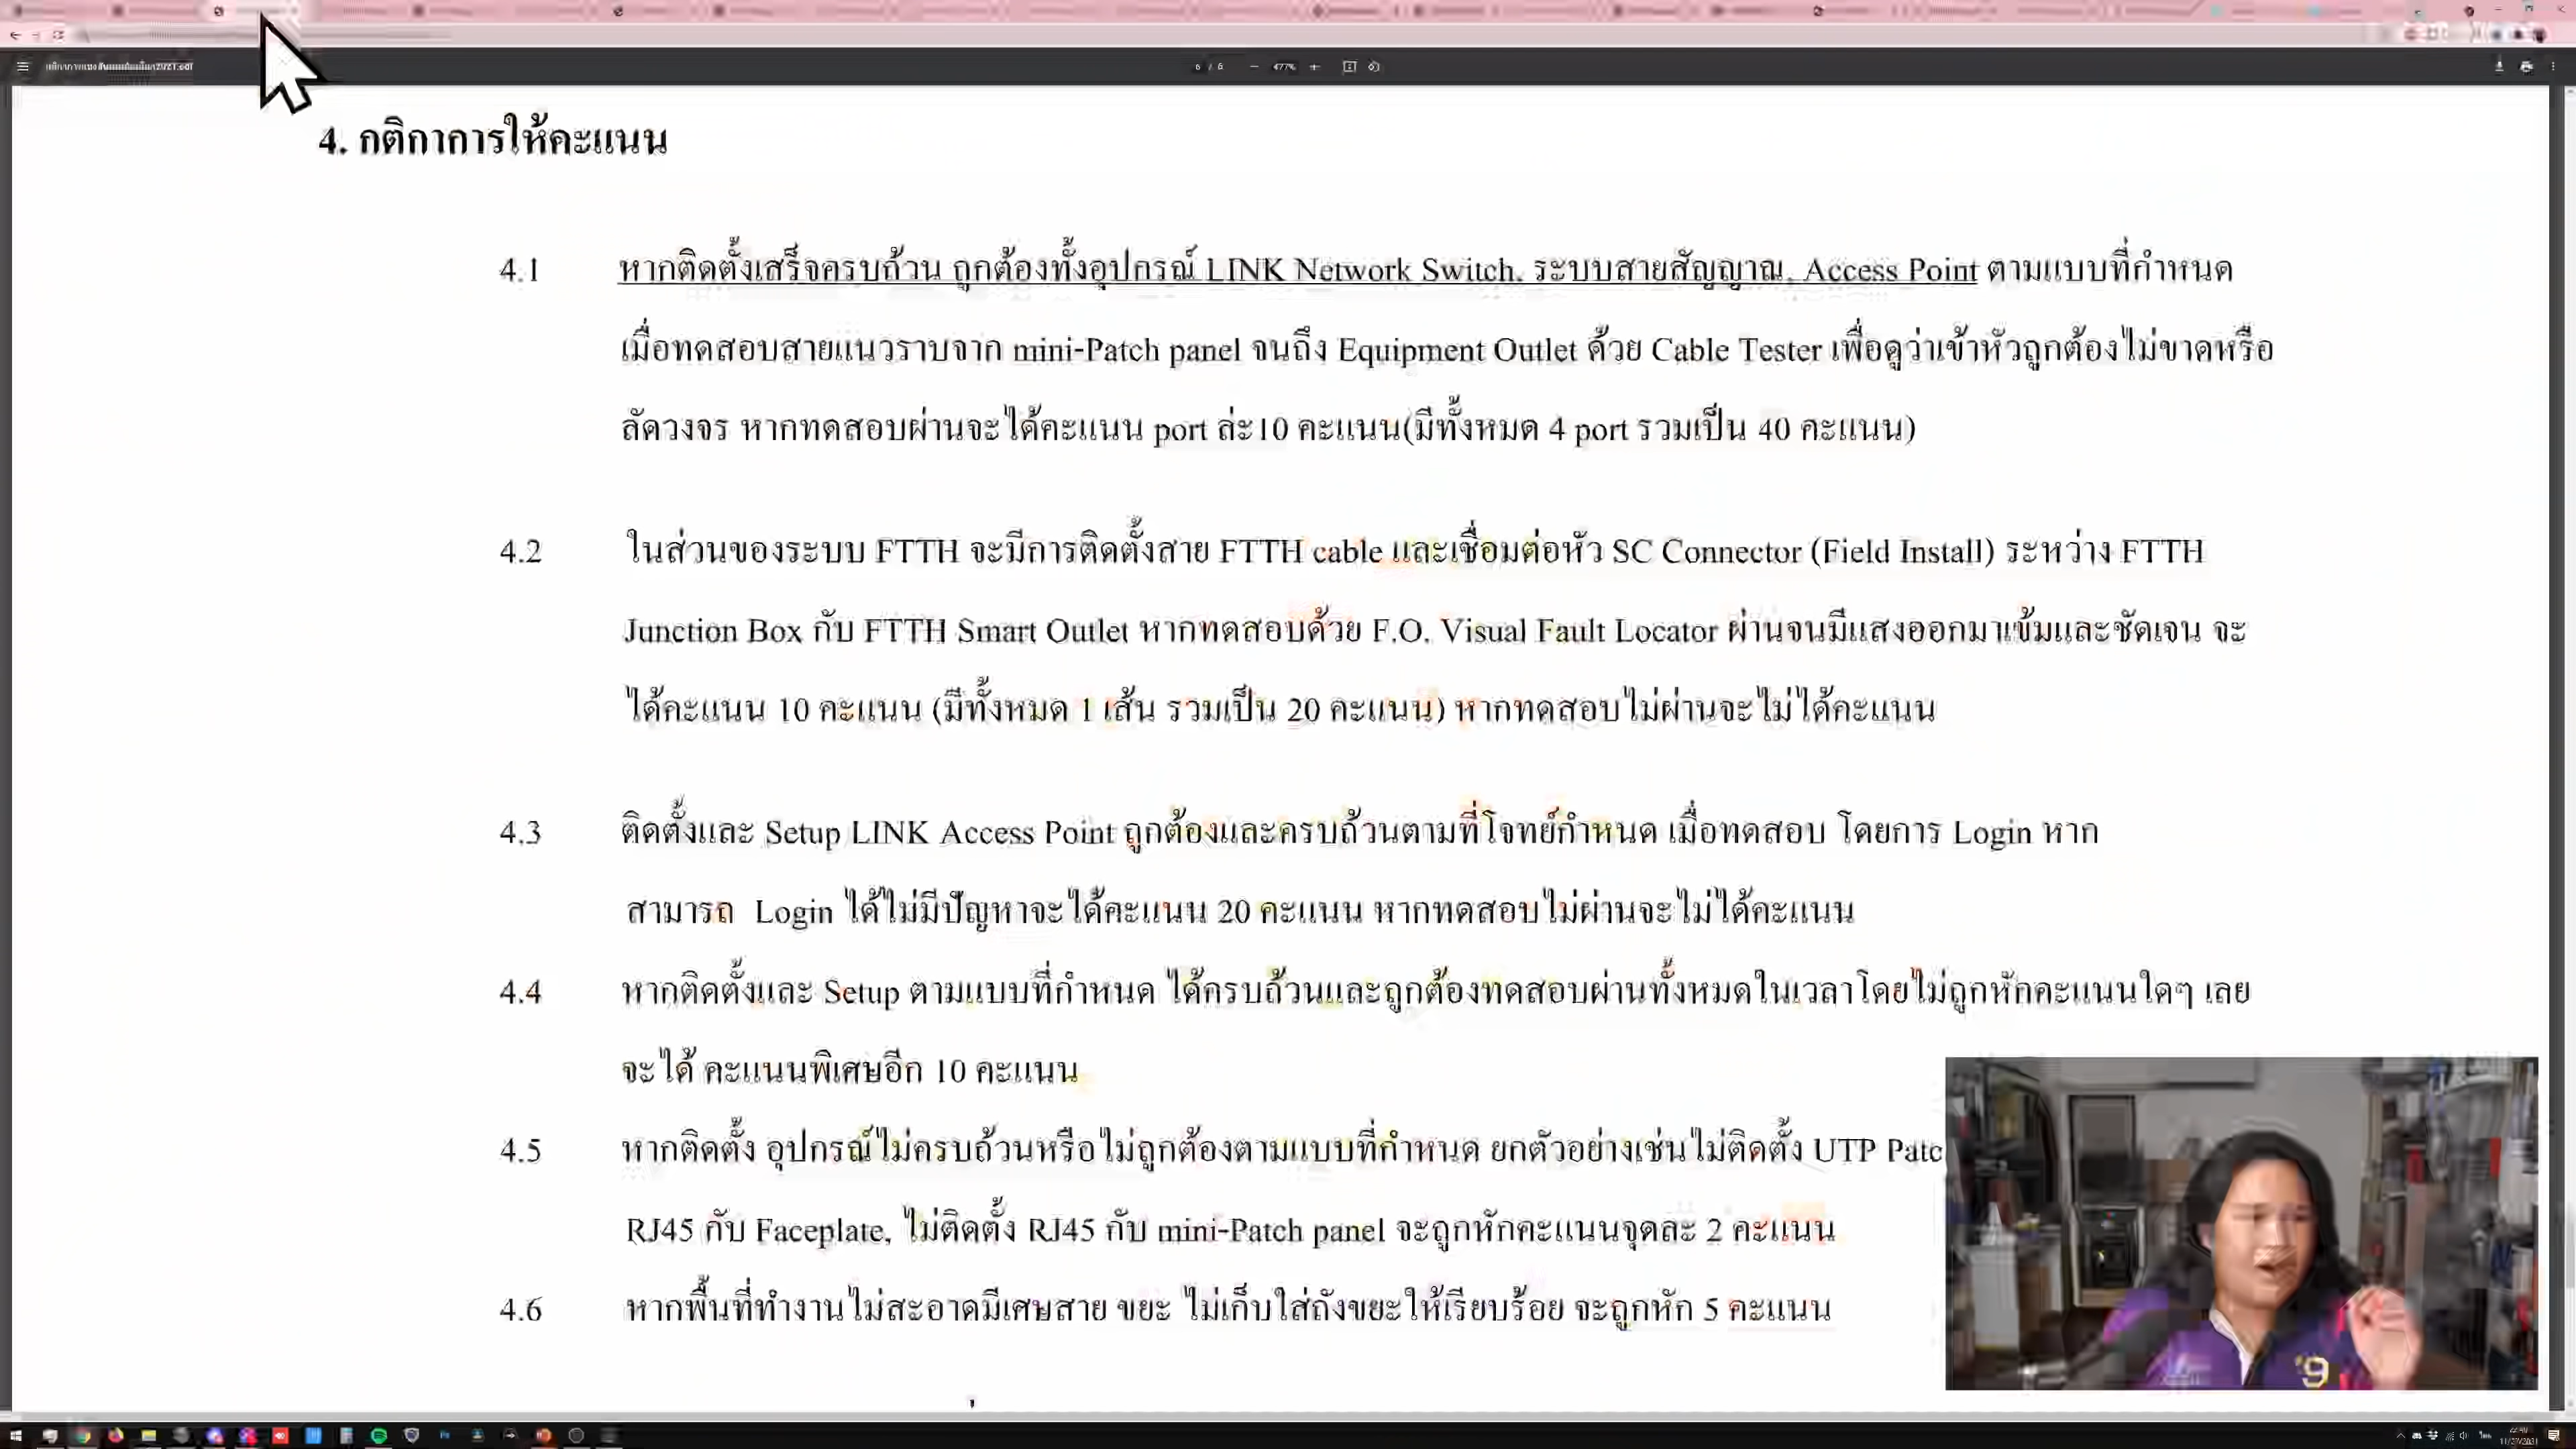 6 / 6
477%
4. กติกาการให้คะแนน
4.1 หากติดตั้งเสร็จครบถ้วน ถูกต้องทั้งอุปกรณ์ LINK Network Switch, ระบบสายสัญญาณ, Access Point ตามแบบที่กำหนด
เมื่อทดสอบสายแนวราบจาก mini-Patch panel จนถึง Equipment Outlet ด้วย Cable Tester เพื่อดูว่าเข้าหัวถูกต้องไม่ขาดหรือ
ลัดวงจร หากทดสอบผ่านจะได้คะแนน port ล่ะ10 คะแนน(มีทั้งหมด 4 port รวมเป็น 40 คะแนน)
4.2 ในส่วนของระบบ FTTH จะมีการติดตั้งสาย FTTH cable และเชื่อมต่อหัว SC Connector (Field Install) ระหว่าง FTTH
Junction Box กับ FTTH Smart Outlet หากทดสอบด้วย F.O. Visual Fault Locator ผ่านจนมีแสงออกมาเข้มและชัดเจน จะ
ได้คะแนน 10 คะแนน (มีทั้งหมด 1 เส้น รวมเป็น 20 คะแนน) หากทดสอบไม่ผ่านจะไม่ได้คะแนน
4.3 ติดตั้งและ Setup LINK Access Point ถูกต้องและครบถ้วนตามที่โจทย์กำหนด เมื่อทดสอบ โดยการ Login หาก
สามารถ Login ได้ไม่มีปัญหาจะได้คะแนน 20 คะแนน หากทดสอบไม่ผ่านจะไม่ได้คะแนน
4.4 หากติดตั้งและ Setup ตามแบบที่กำหนด ได้ครบถ้วนและถูกต้องทดสอบผ่านทั้งหมดในเวลาโดยไม่ถูกหักคะแนนใดๆ เลย
จะได้ คะแนนพิเศษอีก 10 คะแนน
4.5 หากติดตั้ง อุปกรณ์ไม่ครบถ้วนหรือไม่ถูกต้องตามแบบที่กำหนด ยกตัวอย่างเช่นไม่ติดตั้ง UTP Patc
RJ45 กับ Faceplate, ไม่ติดตั้ง RJ45 กับ mini-Patch panel จะถูกหักคะแนนจุดละ 2 คะแนน
4.6 หากพื้นที่ทำงานไม่สะอาดมีเศษสาย ขยะ ไม่เก็บใส่ถังขยะให้เรียบร้อย จะถูกหัก 5 คะแนน
'9